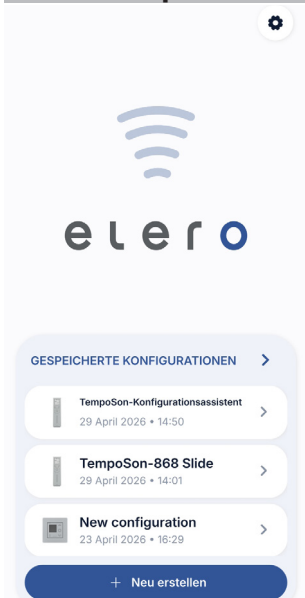 elero
GESPEICHERTE KONFIGURATIONEN
TempoSon-Konfigurationsassistent
29 April 2026 • 14:50
TempoSon-868 Slide
29 April 2026 • 14:01
New configuration
23 April 2026 • 16:29
+ Neu erstellen